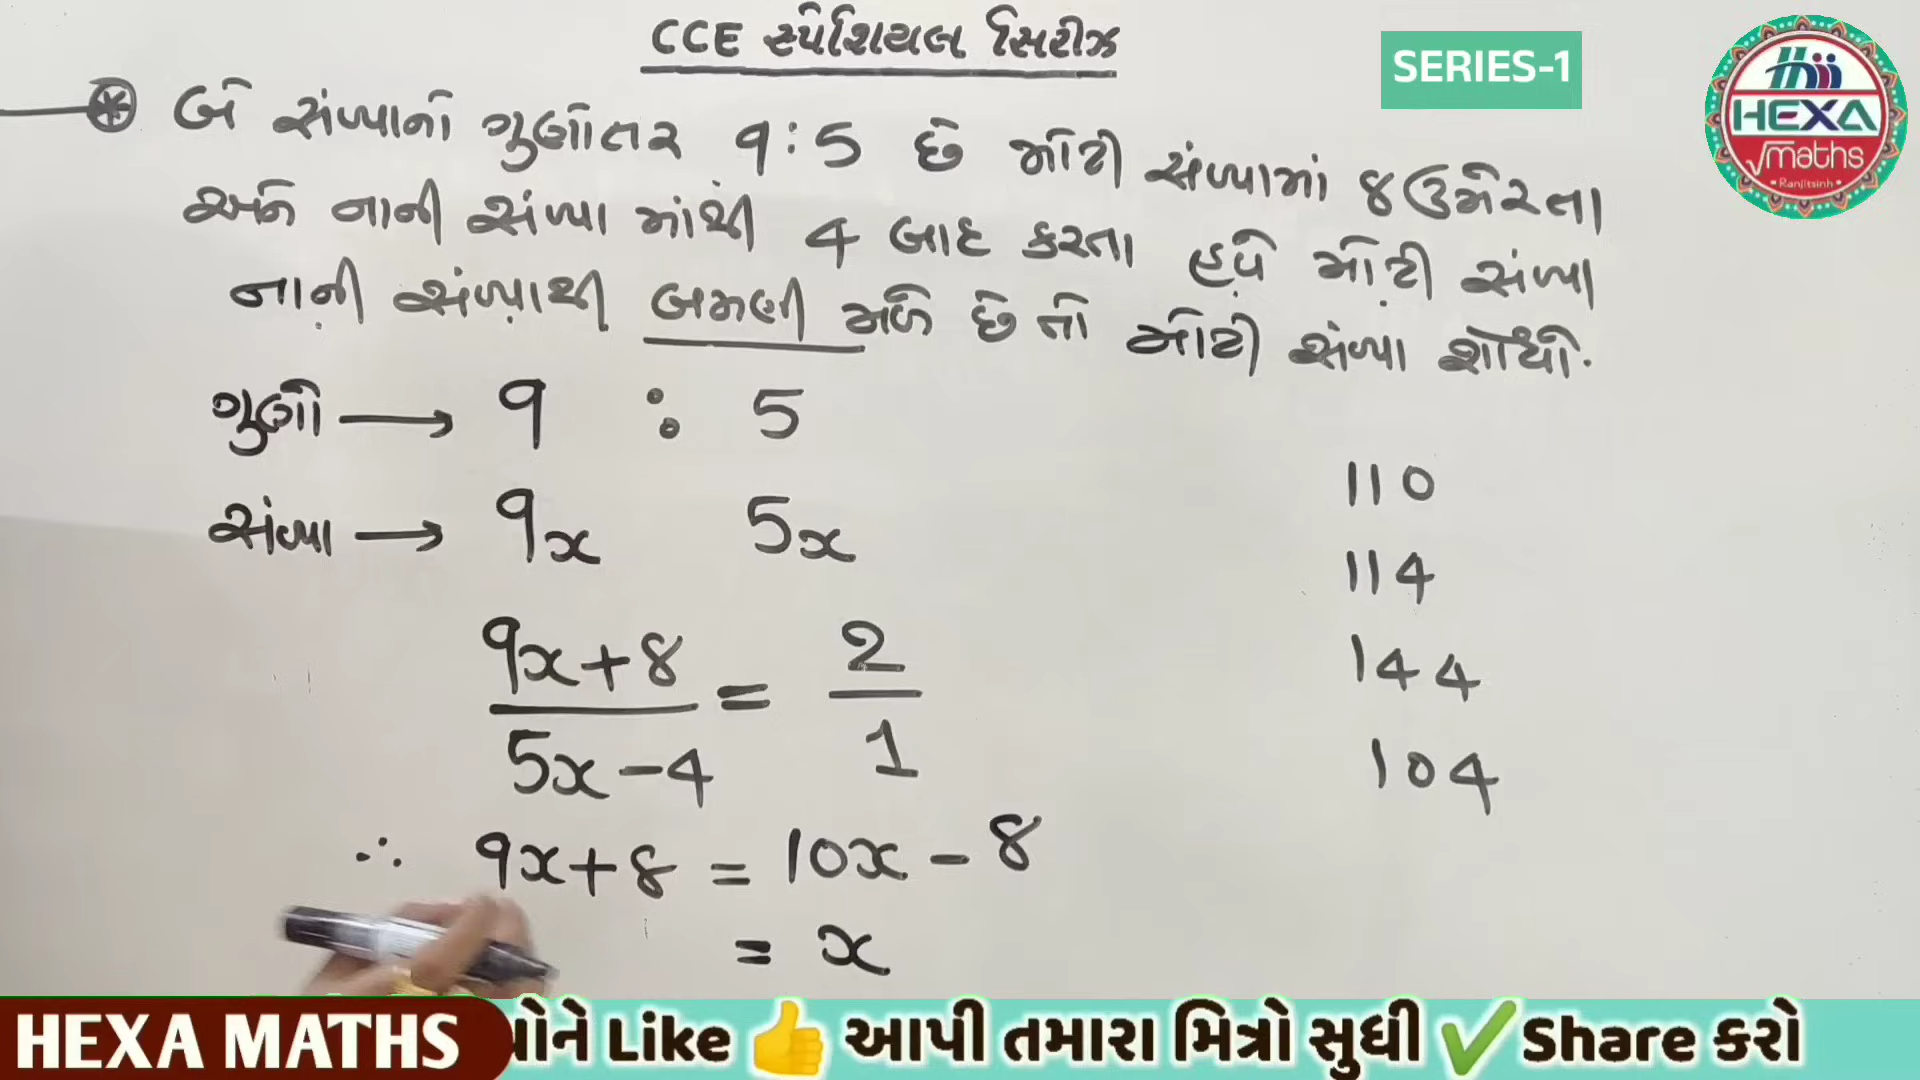 CCE સ્પેશિયલ સિરીઝ
SERIES-1
HEXA
√maths
Ranjitsinh
* બે સંખ્યાનો ગુણોતર 9:5 છે મોટી સંખ્યામાં 8 ઉમેરતા
અને નાની સંખ્યા માંથી 4 બાદ કરતા હવે મોટી સંખ્યા
નાની સંખ્યાથી બમણી મળે છે તો મોટી સંખ્યા શોધો.
ગુણો → 9 : 5
સંખ્યા → 9x 5x
110
114
144
104
9x+8 / 5x-4 = 2/1
∴ 9x+8 = 10x - 8
= x
HEXA MATHS
ોને Like 👍 આપી તમારા મિત્રો સુધી ✅ Share કરો